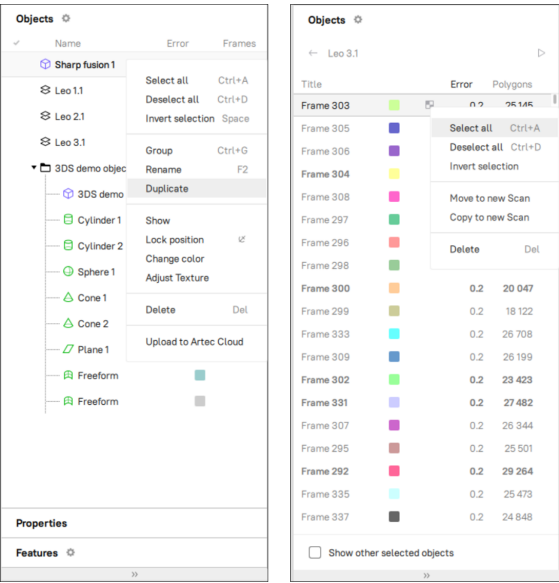 Objects
Name Error Frames
Sharp fusion 1
Leo 1.1
Leo 2.1
Leo 3.1
3DS demo objec
3DS demo
Cylinder 1
Cylinder 2
Sphere 1
Cone 1
Cone 2
Plane 1
Freeform
Freeform
Select all Ctrl+A
Deselect all Ctrl+D
Invert selection Space
Group Ctrl+G
Rename F2
Duplicate
Show
Lock position
Change color
Adjust Texture
Delete Del
Upload to Artec Cloud
Properties
Features
»
Objects
← Leo 3.1
Title Error Polygons
Frame 303 0.2 25 145
Frame 305
Frame 306
Frame 304
Frame 308
Frame 297
Frame 296
Frame 298
Select all Ctrl+A
Deselect all Ctrl+D
Invert selection
Move to new Scan
Copy to new Scan
Delete Del
Frame 300 0.2 20 047
Frame 299 0.2 18 122
Frame 333 0.2 26 708
Frame 309 0.2 26 199
Frame 302 0.2 23 423
Frame 331 0.2 27 482
Frame 307 0.2 26 344
Frame 295 0.2 25 501
Frame 292 0.2 29 264
Frame 335 0.2 25 473
Frame 337 0.2 24 848
Show other selected objects
»